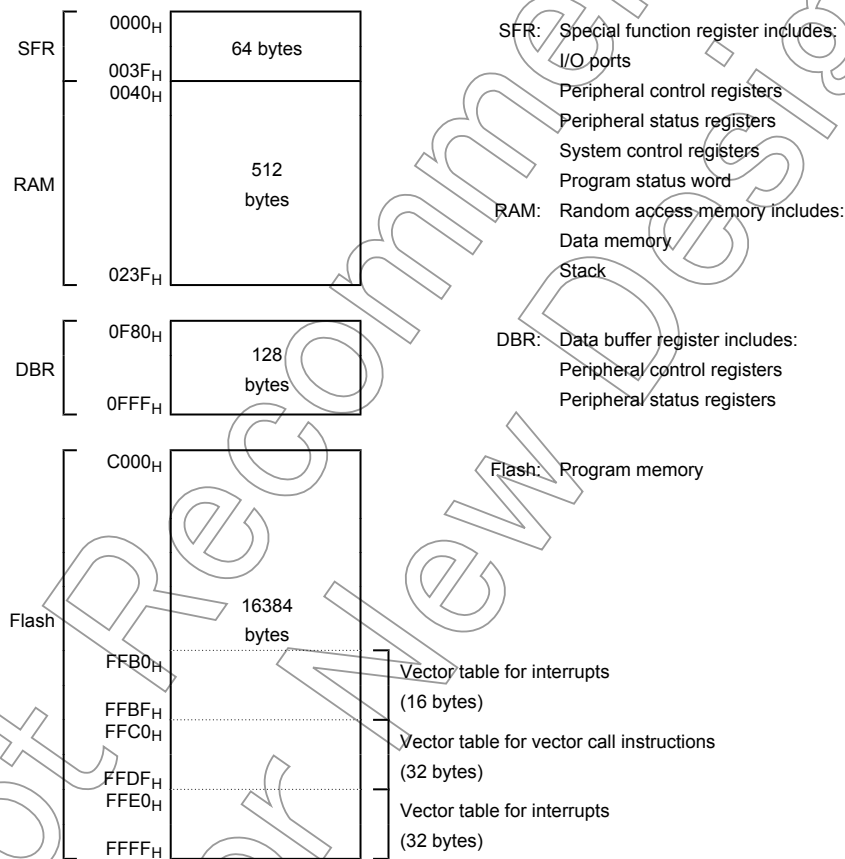 0000H
SFR
64 bytes
003FH
0040H
RAM
512
bytes
023FH
0F80H
DBR
128
bytes
0FFFH
C000H
Flash
16384
bytes
FFB0H
FFBFH
FFC0H
FFDFH
FFE0H
FFFFH
SFR: Special function register includes:
I/O ports
Peripheral control registers
Peripheral status registers
System control registers
Program status word
RAM: Random access memory includes:
Data memory
Stack
DBR: Data buffer register includes:
Peripheral control registers
Peripheral status registers
Flash: Program memory
Vector table for interrupts
(16 bytes)
Vector table for vector call instructions
(32 bytes)
Vector table for interrupts
(32 bytes)